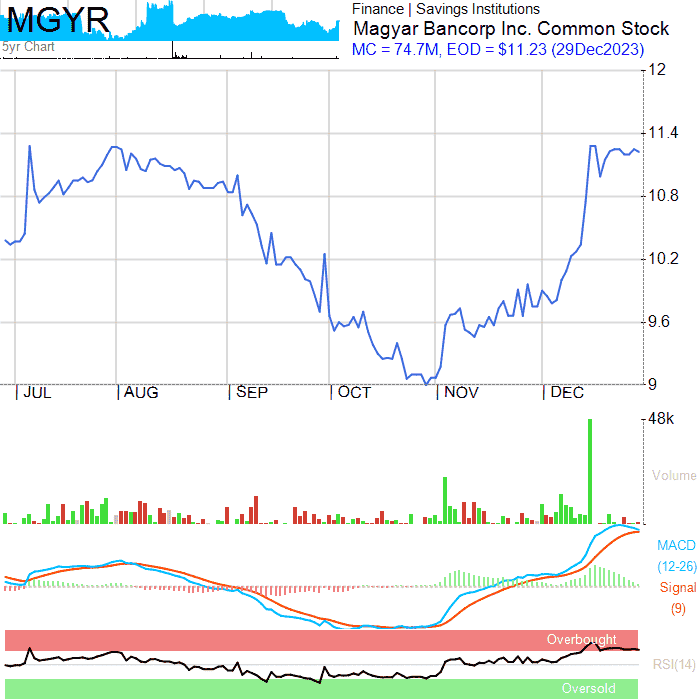 MGYR
5yr Chart
Finance | Savings Institutions
Magyar Bancorp Inc. Common Stock
MC = 74.7M, EOD = $11.23 (29Dec2023)
12
11.4
10.8
10.2
9.6
9
| JUL | AUG | SEP | OCT | NOV | DEC
48k
Volume
MACD
(12-26)
Signal
(9)
Overbought
RSI(14)
Oversold